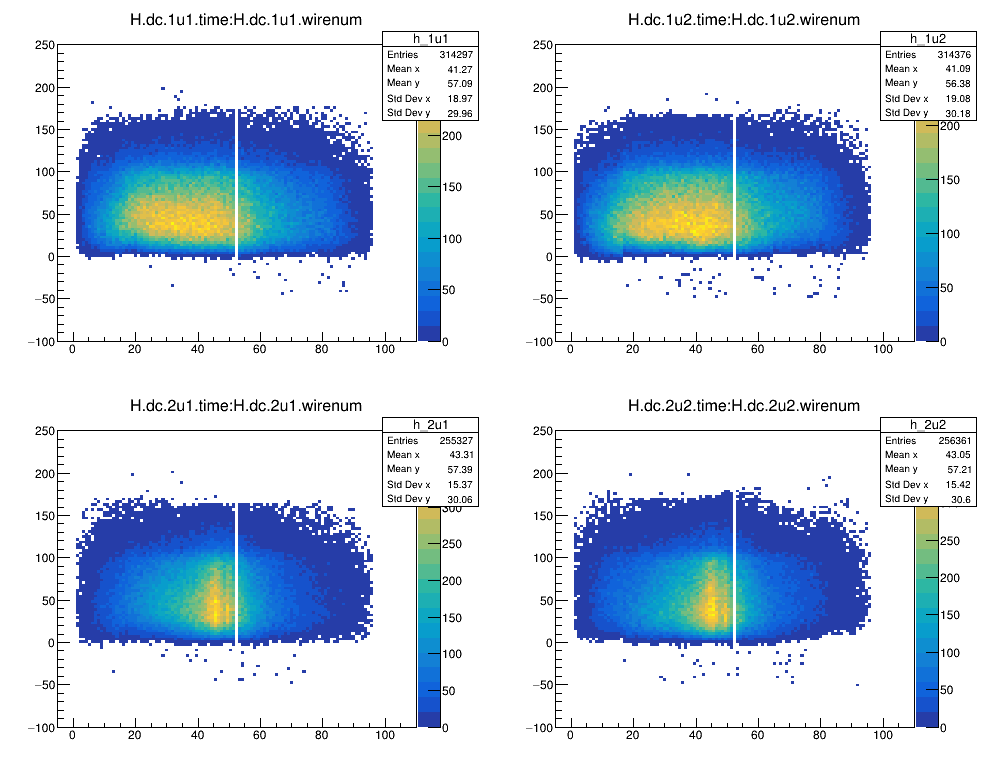 H.dc.1u1.time:H.dc.1u1.wirenum
h_1u1
Entries 314297
Mean x 41.27
Mean y 57.09
Std Dev x 18.97
Std Dev y 29.96
250
200
150
100
50
0
−50
−100
0 20 40 60 80 100
200
150
100
50
0
H.dc.1u2.time:H.dc.1u2.wirenum
h_1u2
Entries 314376
Mean x 41.09
Mean y 56.38
Std Dev x 19.08
Std Dev y 30.18
250
200
150
100
50
0
−50
−100
0 20 40 60 80 100
200
150
100
50
0
H.dc.2u1.time:H.dc.2u1.wirenum
h_2u1
Entries 255327
Mean x 43.31
Mean y 57.39
Std Dev x 15.37
Std Dev y 30.06
250
200
150
100
50
0
−50
−100
0 20 40 60 80 100
300
250
200
150
100
50
0
H.dc.2u2.time:H.dc.2u2.wirenum
h_2u2
Entries 256361
Mean x 43.05
Mean y 57.21
Std Dev x 15.42
Std Dev y 30.6
250
200
150
100
50
0
−50
−100
0 20 40 60 80 100
250
200
150
100
50
0